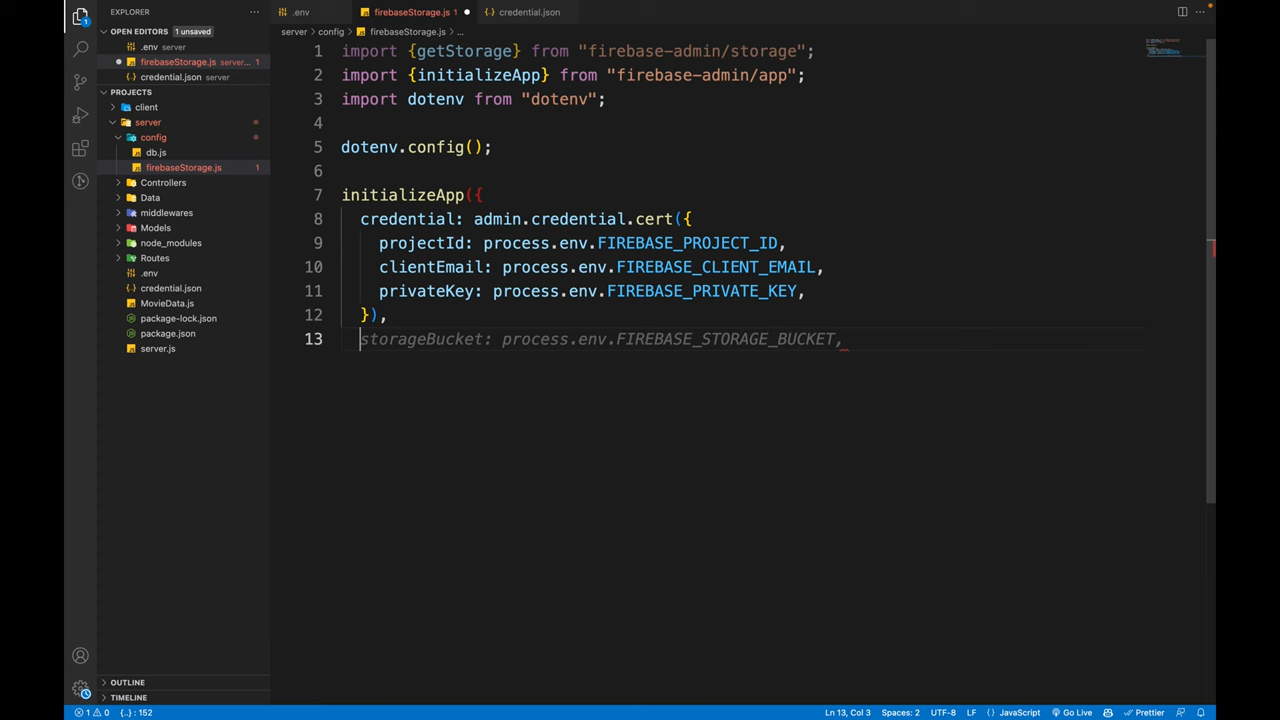 EXPLORER
.env
firebaseStorage.js 1
credential.json
OPEN EDITORS 1 unsaved
server config firebaseStorage.js ...
.env server
firebaseStorage.js server... 1
credential.json server
PROJECTS
client
server
config
db.js
firebaseStorage.js 1
Controllers
Data
middlewares
Models
node_modules
Routes
.env
credential.json
MovieData.js
package-lock.json
package.json
server.js
1 import {getStorage} from "firebase-admin/storage";
2 import {initializeApp} from "firebase-admin/app";
3 import dotenv from "dotenv";
4
5 dotenv.config();
6
7 initializeApp({
8 credential: admin.credential.cert({
9 projectId: process.env.FIREBASE_PROJECT_ID,
10 clientEmail: process.env.FIREBASE_CLIENT_EMAIL,
11 privateKey: process.env.FIREBASE_PRIVATE_KEY,
12 }),
13 storageBucket: process.env.FIREBASE_STORAGE_BUCKET,
OUTLINE
TIMELINE
1 0 {..} : 152 Ln 13, Col 3 Spaces: 2 UTF-8 LF { } JavaScript Go Live Prettier